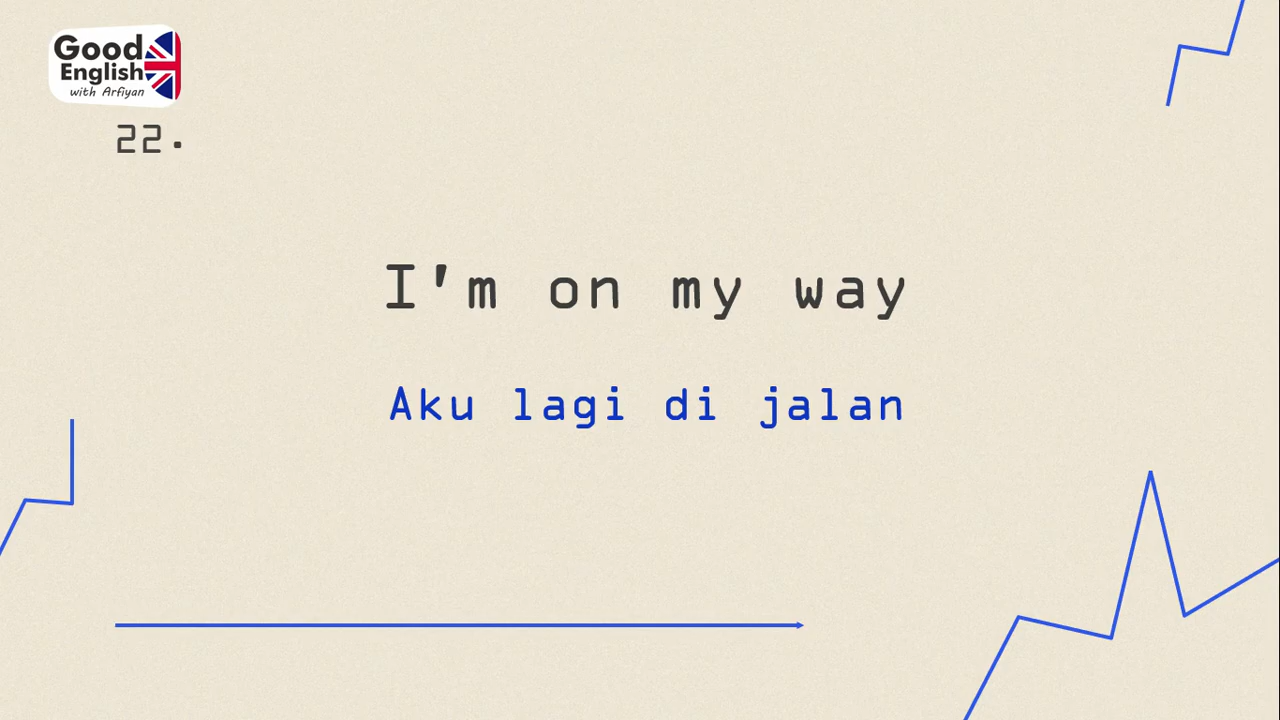 Good
English
with Arfiyan
22.
I'm on my way
Aku lagi di jalan